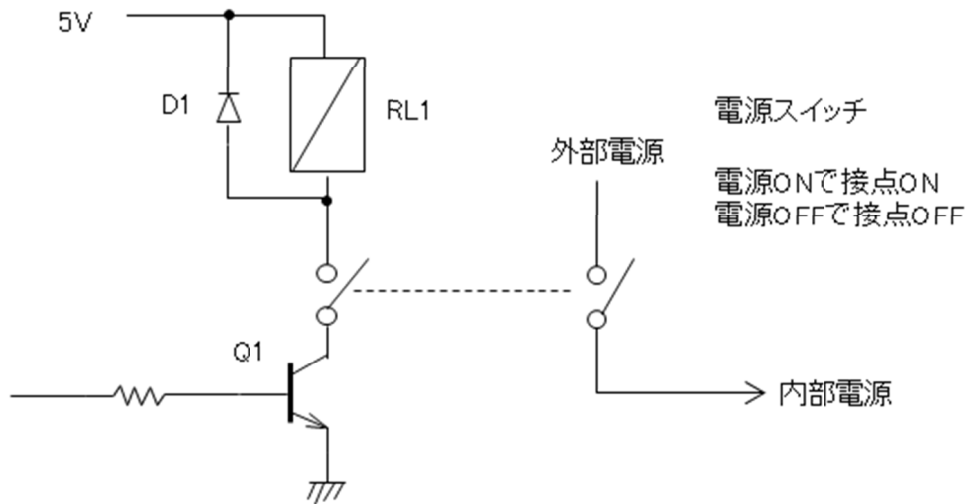 5V
D1
RL1
電源スイッチ
外部電源
電源ONで接点ON
電源OFFで接点OFF
Q1
内部電源